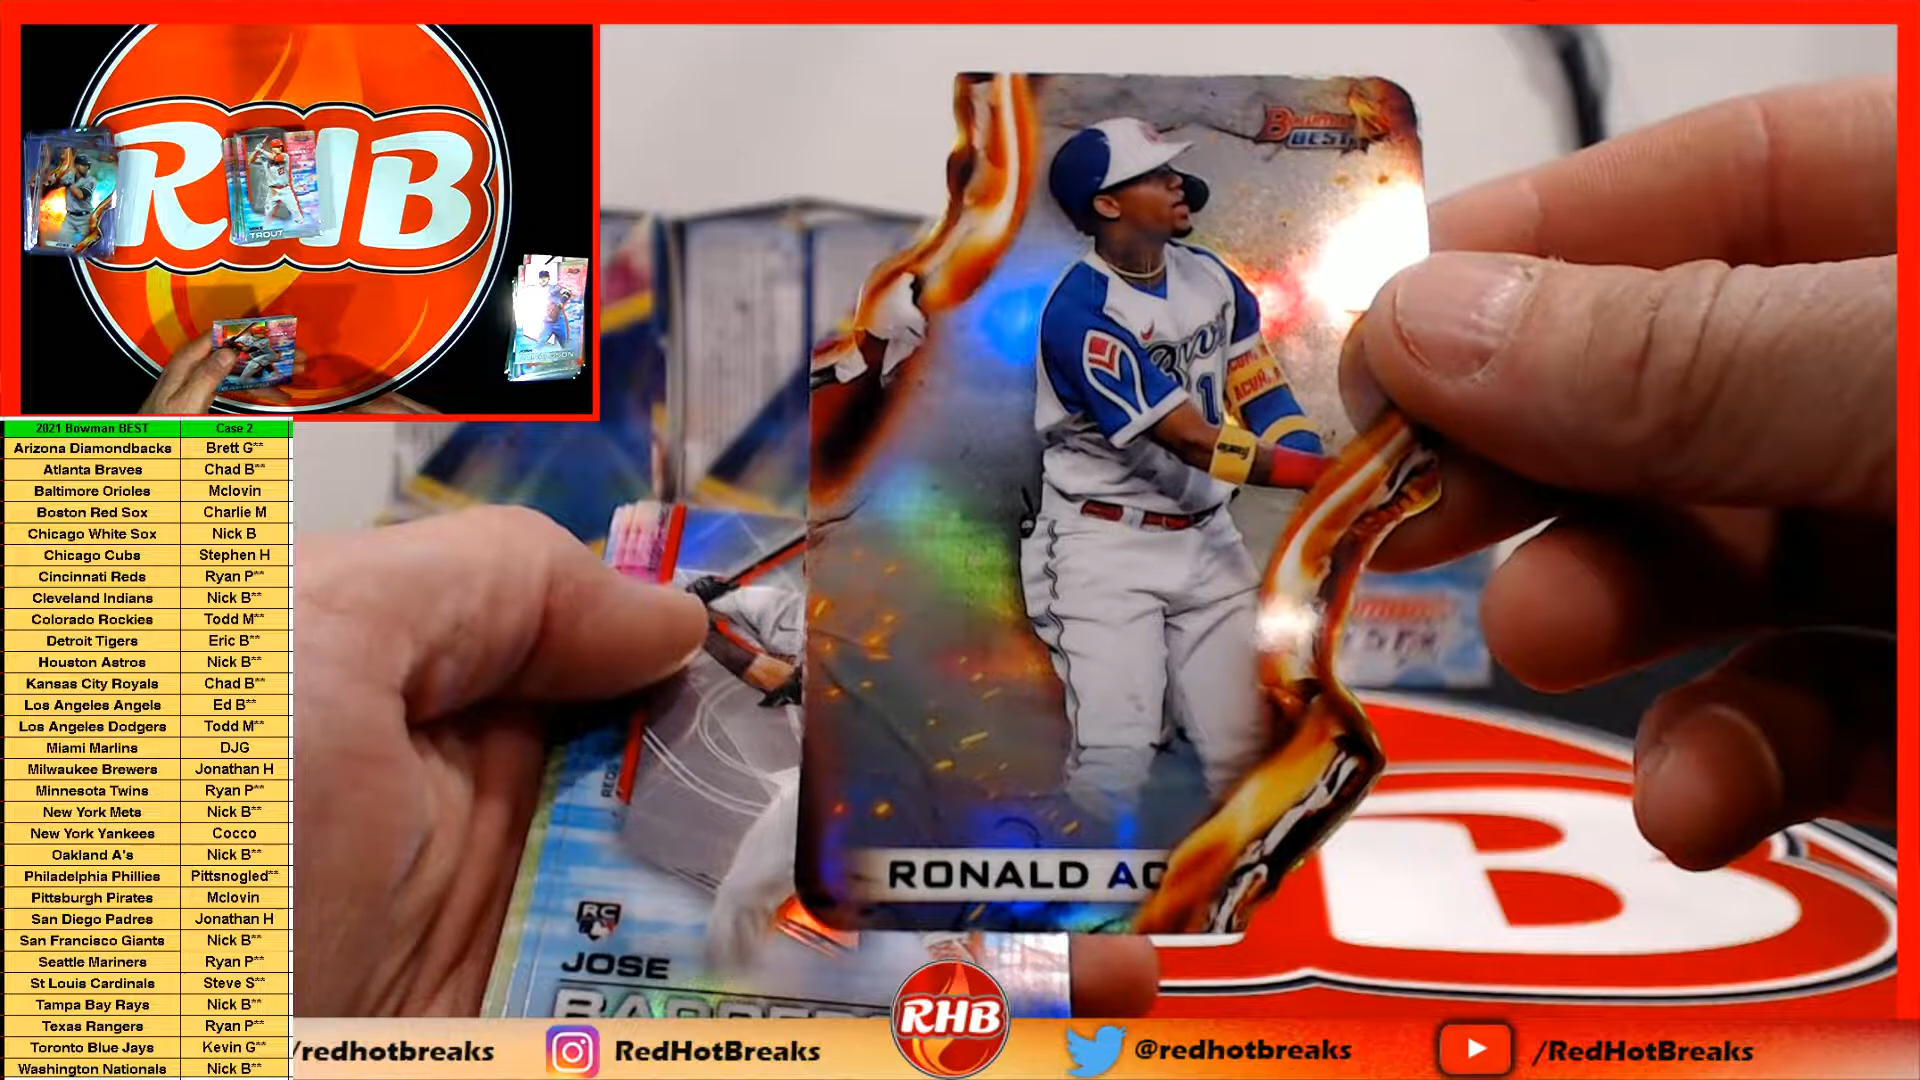 RHB
TROUT
2021 Bowman BEST Case 2
Arizona Diamondbacks Brett G**
Atlanta Braves Chad B**
Baltimore Orioles Mclovin
Boston Red Sox Charlie M
Chicago White Sox Nick B
Chicago Cubs Stephen H
Cincinnati Reds Ryan P**
Cleveland Indians Nick B**
Colorado Rockies Todd M**
Detroit Tigers Eric B**
Houston Astros Nick B**
Kansas City Royals Chad B**
Los Angeles Angels Ed B**
Los Angeles Dodgers Todd M**
Miami Marlins DJG
Milwaukee Brewers Jonathan H
Minnesota Twins Ryan P**
New York Mets Nick B**
New York Yankees Cocco
Oakland A's Nick B**
Philadelphia Phillies Pittsnogled**
Pittsburgh Pirates Mclovin
San Diego Padres Jonathan H
San Francisco Giants Nick B**
Seattle Mariners Ryan P**
St Louis Cardinals Steve S**
Tampa Bay Rays Nick B**
Texas Rangers Ryan P**
Toronto Blue Jays Kevin G**
Washington Nationals Nick B**
Bowman
BEST
RONALD AC
RC
JOSE
RHB
/redhotbreaks RedHotBreaks @redhotbreaks /RedHotBreaks